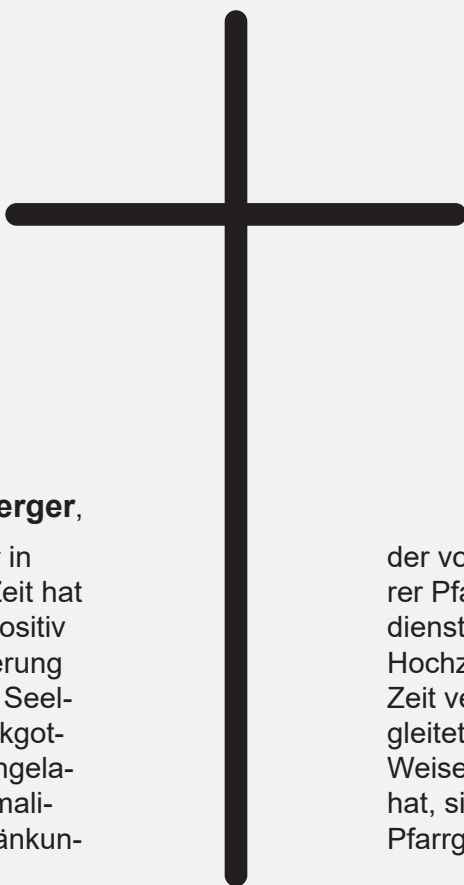 erger,
in
Zeit hat
ositiv
erung
Seel-
kgot-
ngela-
mali-
änkun-
der vo
rer Pfa
dienst
Hochz
Zeit ve
gleitet
Weise
hat, si
Pfarrg